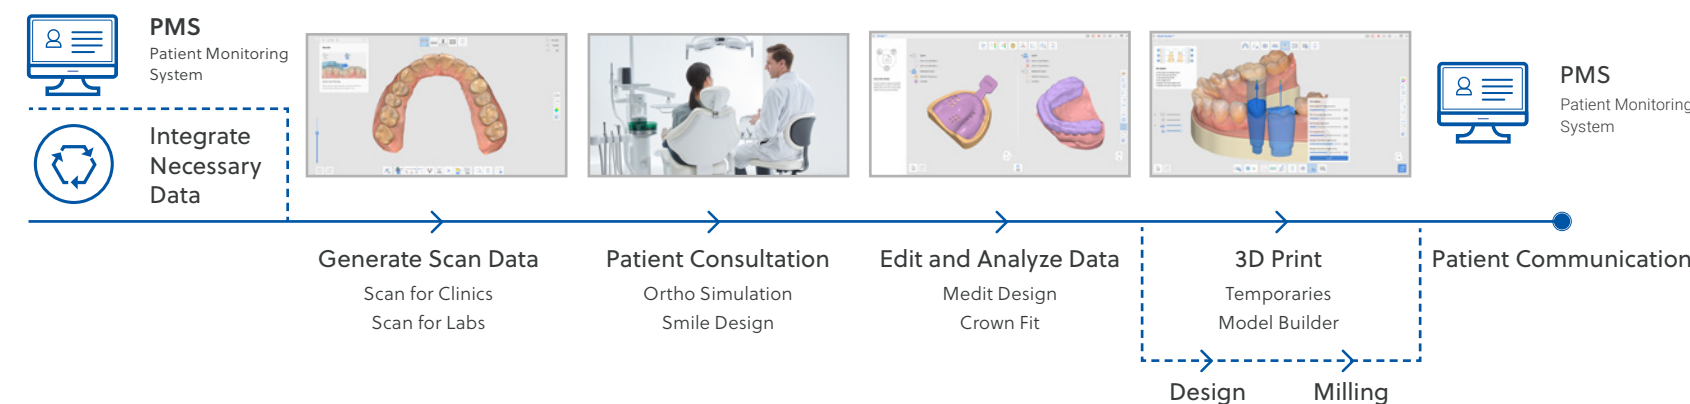 PMS
Patient Monitoring
System
Integrate
Necessary
Data
Generate Scan Data
Scan for Clinics
Scan for Labs
Patient Consultation
Ortho Simulation
Smile Design
Edit and Analyze Data
Medit Design
Crown Fit
3D Print
Temporaries
Model Builder
Design
Milling
PMS
Patient Monitoring
System
Patient Communication